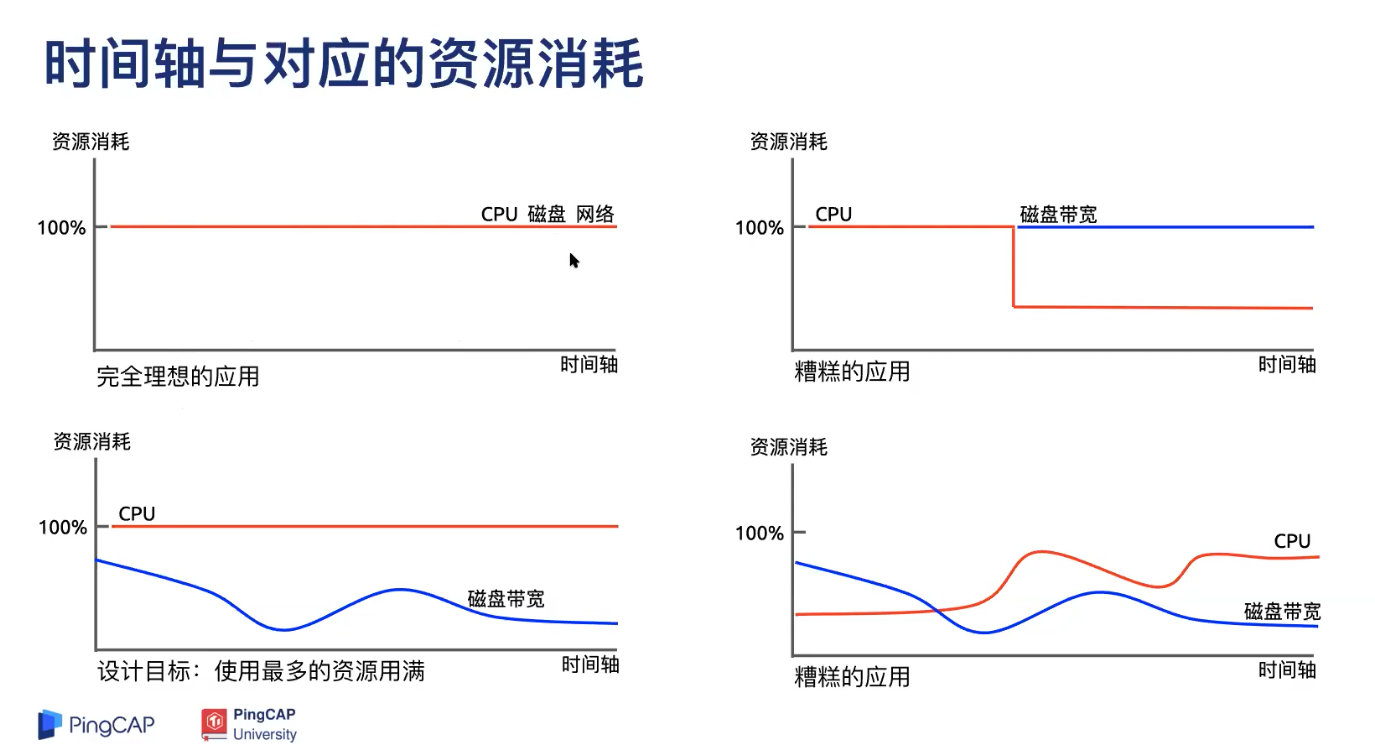 时间轴与对应的资源消耗
资源消耗
100%
CPU 磁盘 网络
时间轴
完全理想的应用
资源消耗
100%
CPU
磁盘带宽
时间轴
糟糕的应用
资源消耗
100%
CPU
磁盘带宽
时间轴
设计目标：使用最多的资源用满
资源消耗
100%
CPU
磁盘带宽
时间轴
糟糕的应用
PingCAP
PingCAP
University